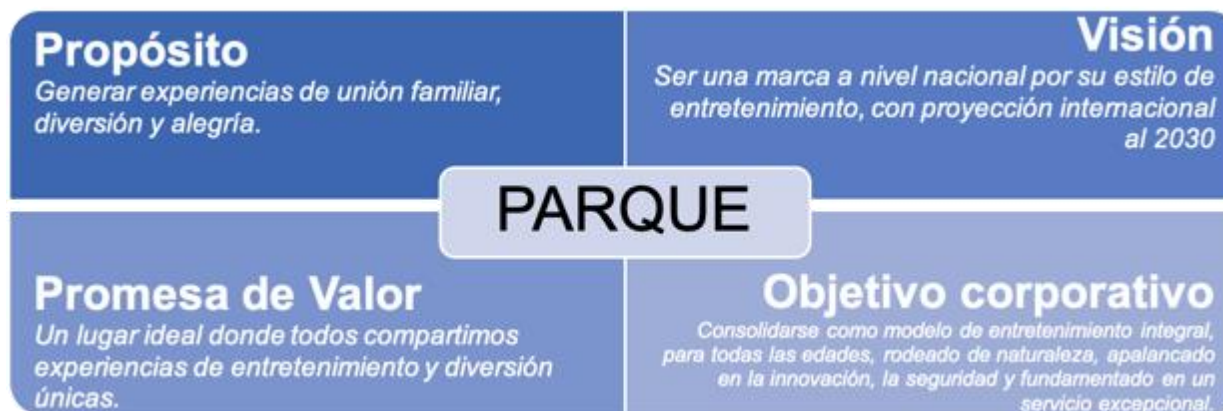 Propósito
Generar experiencias de unión familiar,
diversión y alegría.
Visión
Ser una marca a nivel nacional por su estilo de
entretenimiento, con proyección internacional
al 2030
PARQUE
Promesa de Valor
Un lugar ideal donde todos compartimos
experiencias de entretenimiento y diversión
únicas.
Objetivo corporativo
Consolidarse como modelo de entretenimiento integral,
para todas las edades, rodeado de naturaleza, apalancado
en la innovación, la seguridad y fundamentado en un
servicio excepcional.